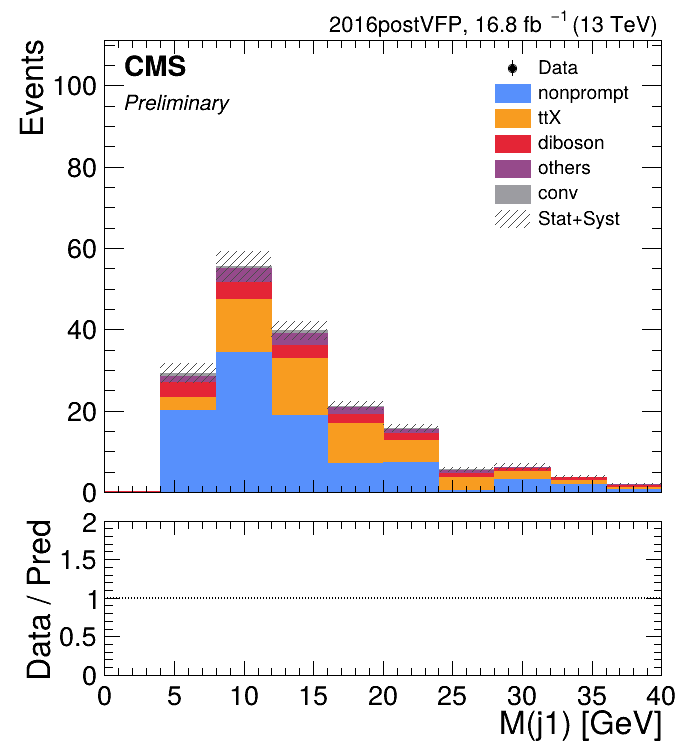 2016postVFP, 16.8 fb⁻¹ (13 TeV)
CMS
Preliminary
Events
Data
nonprompt
ttX
diboson
others
conv
Stat+Syst
100
80
60
40
20
0
Data / Pred
2
1.5
1
0.5
0
0 5 10 15 20 25 30 35 40
M(j1) [GeV]